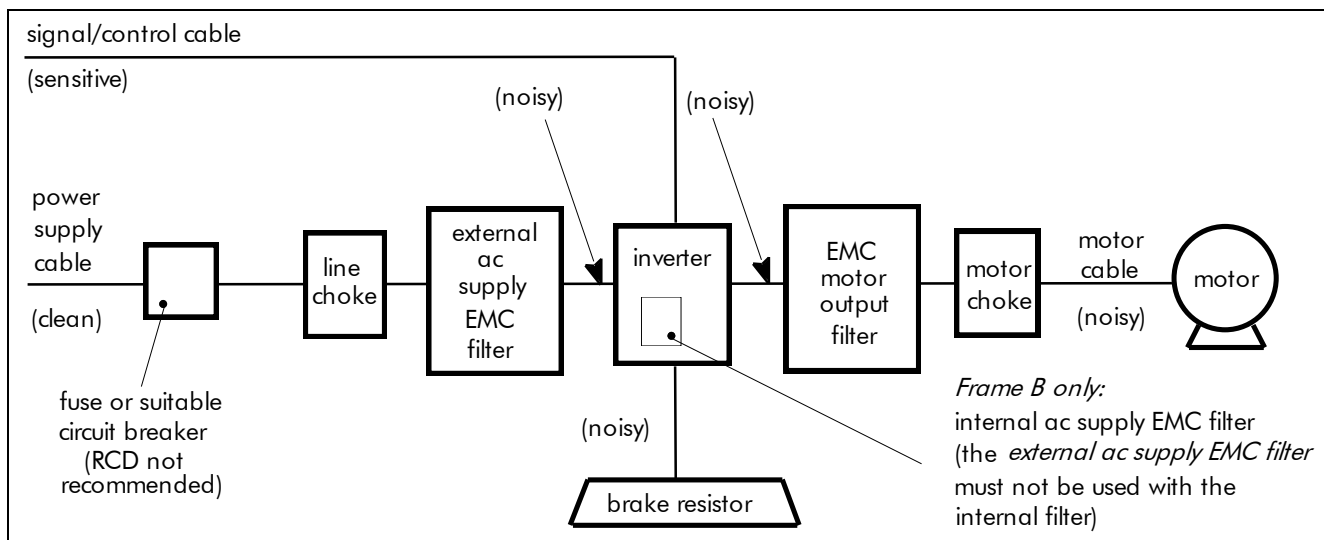 signal/control cable
(sensitive)
(noisy)
(noisy)
power
supply
cable
(clean)
fuse or suitable
circuit breaker
(RCD not
recommended)
line
choke
external
ac
supply
EMC
filter
inverter
(noisy)
brake resistor
EMC
motor
output
filter
motor
choke
motor
cable
(noisy)
motor
Frame B only:
internal ac supply EMC filter
(the external ac supply EMC filter
must not be used with the
internal filter)